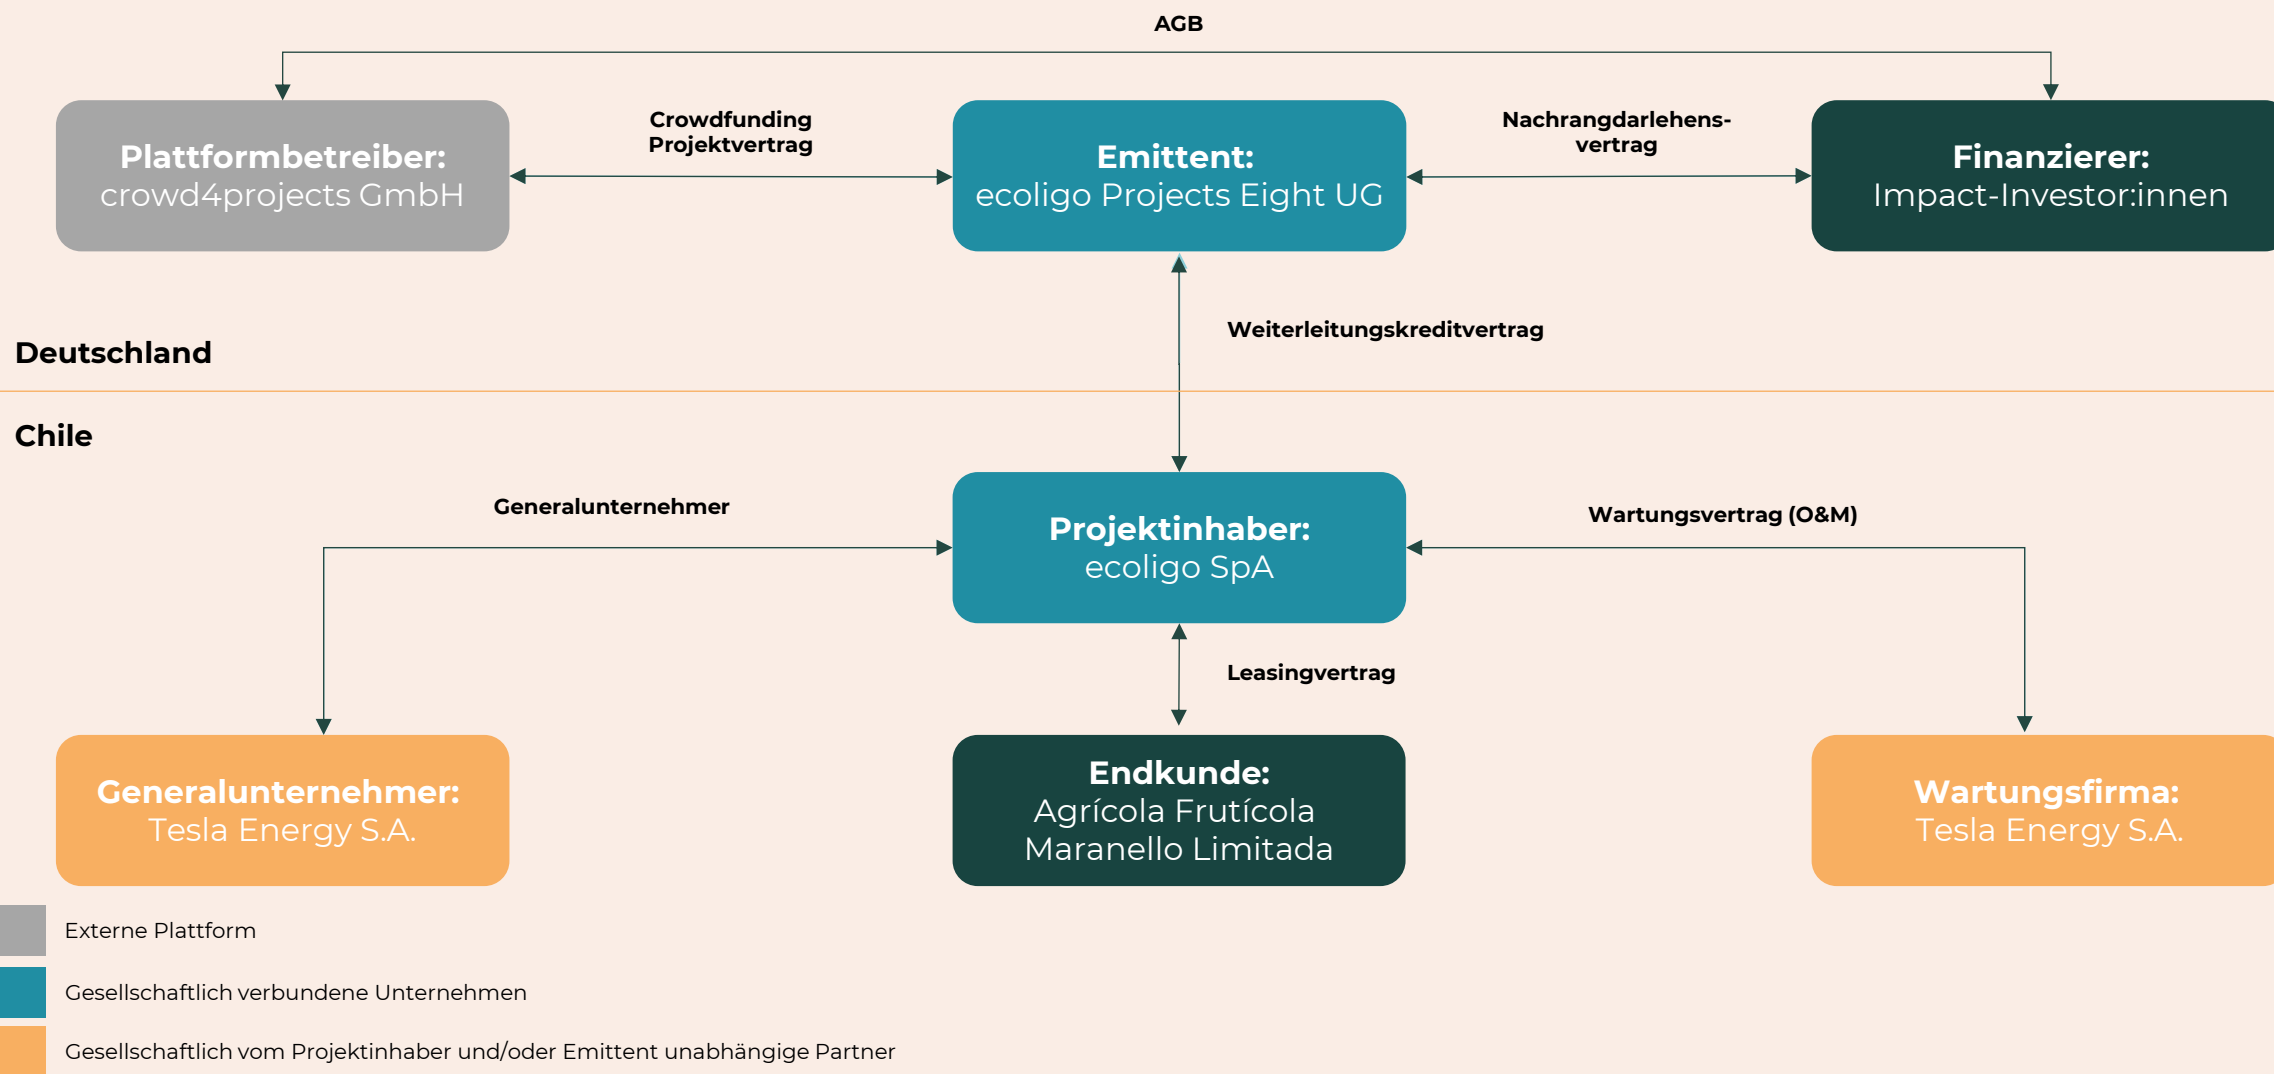 AGB
Plattformbetreiber:
crowd4projects GmbH
Crowdfunding
Projektvertrag
Emittent:
ecoligo Projects Eight UG
Nachrangdarlehens-
vertrag
Finanzierer:
Impact-Investor:innen
Weiterleitungskreditvertrag
Deutschland
Chile
Generalunternehmer
Projektinhaber:
ecoligo SpA
Wartungsvertrag (O&M)
Leasingvertrag
Generalunternehmer:
Tesla Energy S.A.
Endkunde:
Agrícola Frutícola
Maranello Limitada
Wartungsfirma:
Tesla Energy S.A.
Externe Plattform
Gesellschaftlich verbundene Unternehmen
Gesellschaftlich vom Projektinhaber und/oder Emittent unabhängige Partner